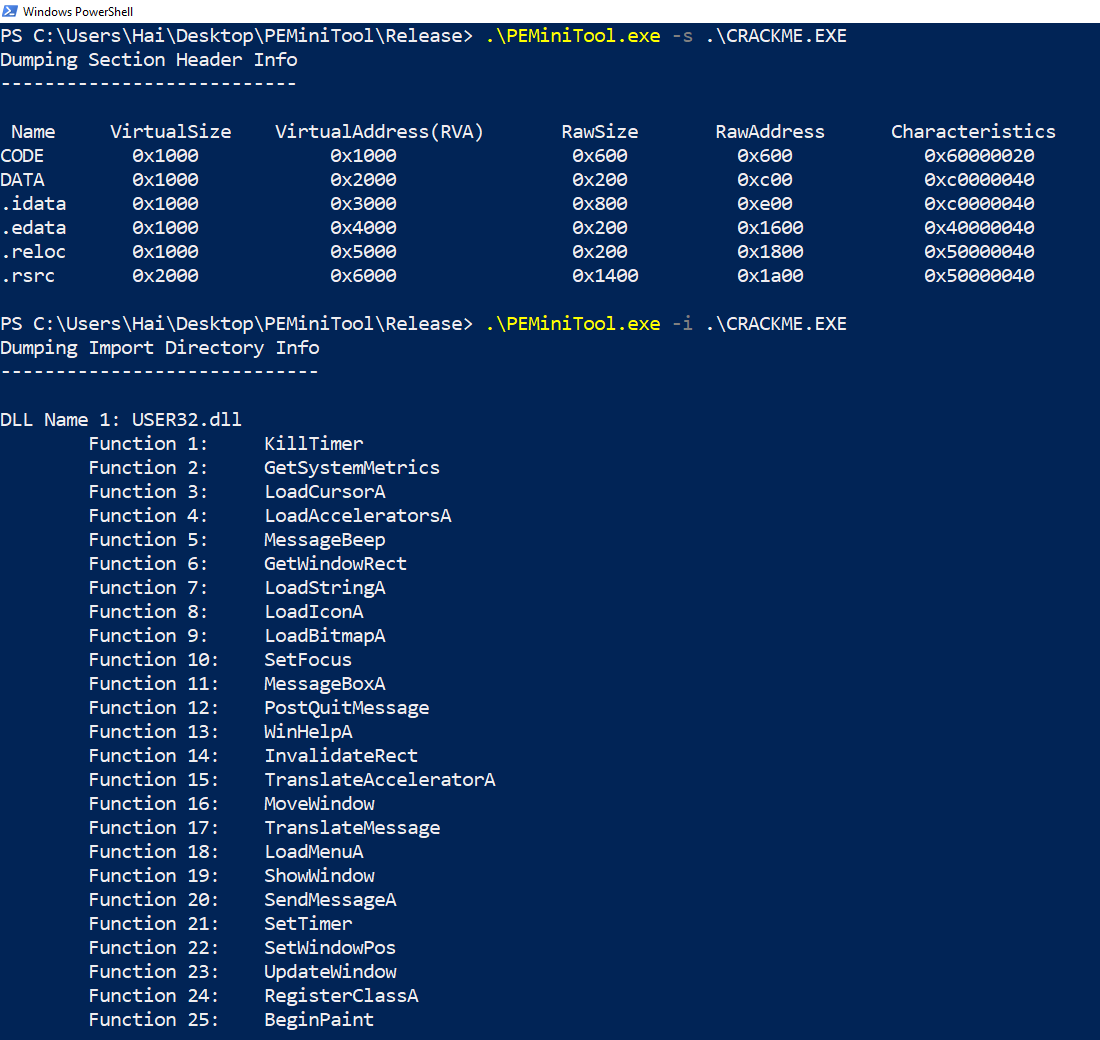 Windows PowerShell
PS C:\Users\Hai\Desktop\PEMiniTool\Release> .\PEMiniTool.exe -s .\CRACKME.EXE
Dumping Section Header Info
---------------------------
Name VirtualSize VirtualAddress(RVA) RawSize RawAddress Characteristics
CODE 0x1000 0x1000 0x600 0x600 0x60000020
DATA 0x1000 0x2000 0x200 0xc00 0xc0000040
.idata 0x1000 0x3000 0x800 0xe00 0xc0000040
.edata 0x1000 0x4000 0x200 0x1600 0x40000040
.reloc 0x1000 0x5000 0x200 0x1800 0x50000040
.rsrc 0x2000 0x6000 0x1400 0x1a00 0x50000040
PS C:\Users\Hai\Desktop\PEMiniTool\Release> .\PEMiniTool.exe -i .\CRACKME.EXE
Dumping Import Directory Info
-----------------------------
DLL Name 1: USER32.dll
Function 1: KillTimer
Function 2: GetSystemMetrics
Function 3: LoadCursorA
Function 4: LoadAcceleratorsA
Function 5: MessageBeep
Function 6: GetWindowRect
Function 7: LoadStringA
Function 8: LoadIconA
Function 9: LoadBitmapA
Function 10: SetFocus
Function 11: MessageBoxA
Function 12: PostQuitMessage
Function 13: WinHelpA
Function 14: InvalidateRect
Function 15: TranslateAcceleratorA
Function 16: MoveWindow
Function 17: TranslateMessage
Function 18: LoadMenuA
Function 19: ShowWindow
Function 20: SendMessageA
Function 21: SetTimer
Function 22: SetWindowPos
Function 23: UpdateWindow
Function 24: RegisterClassA
Function 25: BeginPaint